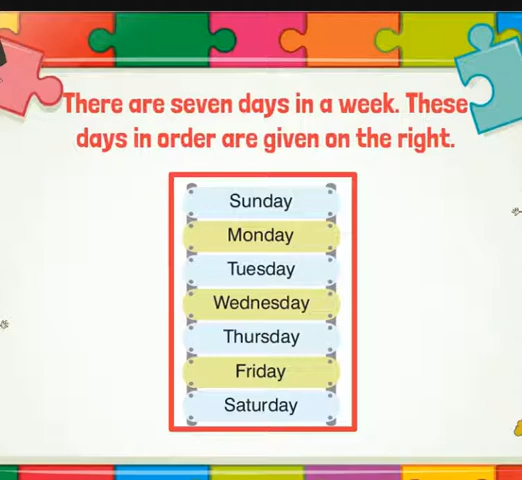 There are seven days in a week. These
days in order are given on the right.
Sunday
Monday
Tuesday
Wednesday
Thursday
Friday
Saturday